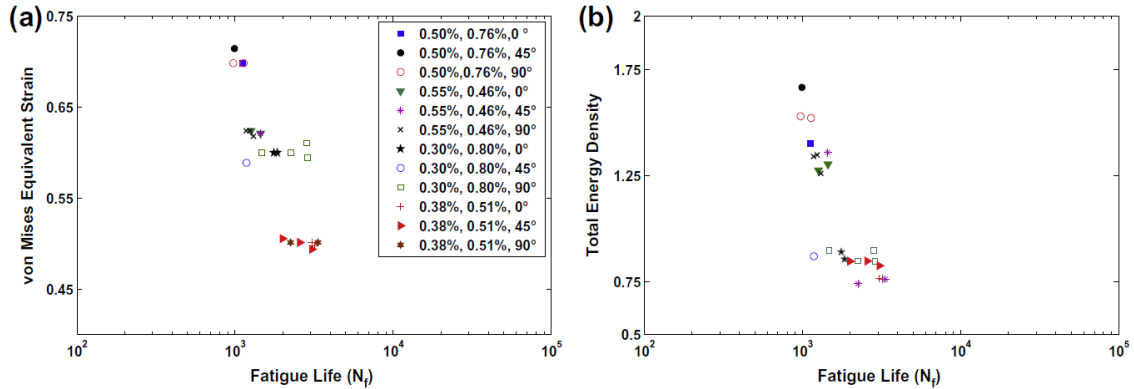 (a)
0.75
0.65
0.55
0.45
von Mises Equivalent Strain
0.50%, 0.76%,0 °
0.50%, 0.76%, 45°
0.50%,0.76%, 90°
0.55%, 0.46%, 0°
0.55%, 0.46%, 45°
0.55%, 0.46%, 90°
0.30%, 0.80%, 0°
0.30%, 0.80%, 45°
0.30%, 0.80%, 90°
0.38%, 0.51%, 0°
0.38%, 0.51%, 45°
0.38%, 0.51%, 90°
10² 10³ 10⁴ 10⁵
Fatigue Life (N_f)
(b)
2
1.75
1.25
0.75
0.5
Total Energy Density
10² 10³ 10⁴ 10⁵
Fatigue Life (N_f)